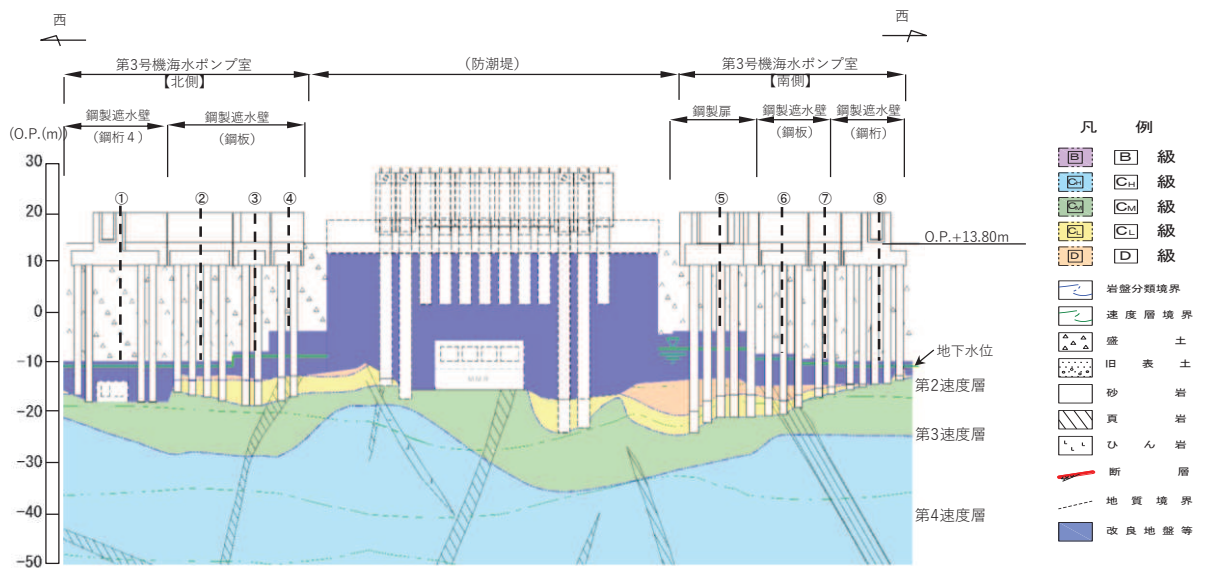 西
西
第3号機海水ポンプ室
【北側】
(防潮堤)
第3号機海水ポンプ室
【南側】
鋼製遮水壁
(鋼桁4)
鋼製遮水壁
(鋼板)
鋼製扉
鋼製遮水壁
(鋼板)
鋼製遮水壁
(鋼桁)
(O.P.(m))
30
20
10
0
-10
-20
-30
-40
-50
①
②
③
④
⑤
⑥
⑦
⑧
O.P.+13.80m
地下水位
第2速度層
第3速度層
第4速度層
凡 例
B B 級
CH CH 級
CM CM 級
CL CL 級
D D 級
岩盤分類境界
速度層境界
盛土
旧表土
砂岩
頁岩
ひん岩
断層
地質境界
改良地盤等